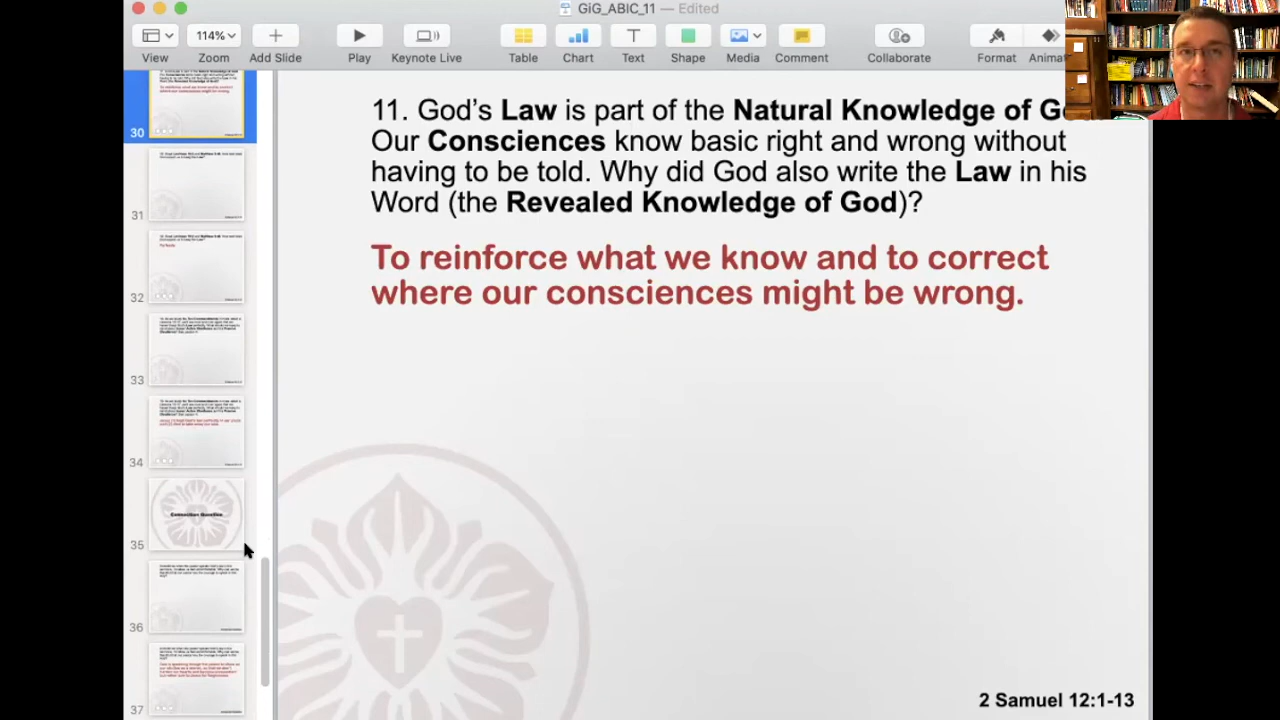 GiG_ABIC_11 — Edited
114%
View
Zoom
Add Slide
Play
Keynote Live
Table
Chart
Text
Shape
Media
Comment
Collaborate
Format
Animat
11. God's Law is part of the Natural Knowledge of Go
Our Consciences know basic right and wrong without
having to be told. Why did God also write the Law in his
Word (the Revealed Knowledge of God)?
To reinforce what we know and to correct
where our consciences might be wrong.
2 Samuel 12:1-13
30
31
32
33
34
Connection Question
35
36
37